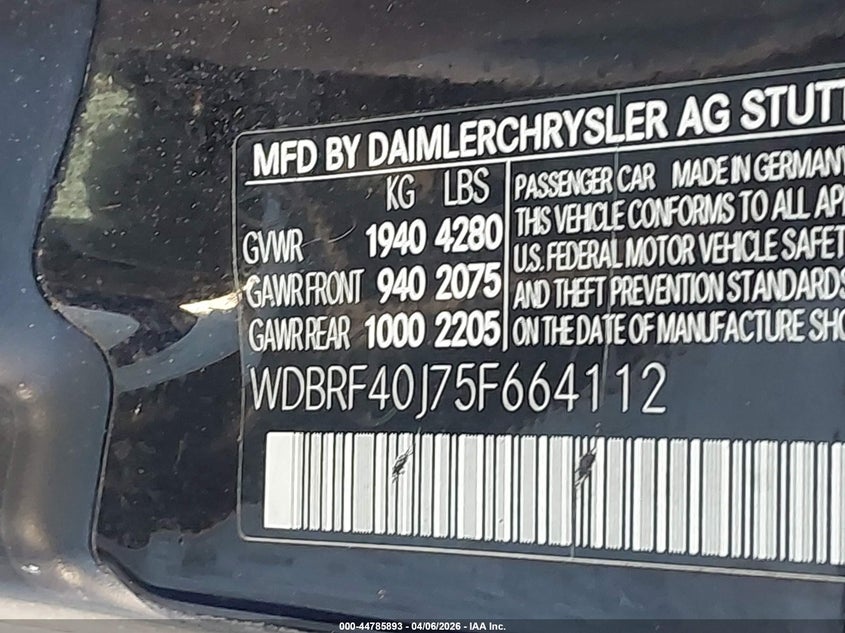 MFD BY DAIMLERCHRYSLER AG STUTT
KG LBS
GVWR 1940 4280
GAWR FRONT 940 2075
GAWR REAR 1000 2205
PASSENGER CAR MADE IN GERMANY
THIS VEHICLE CONFORMS TO ALL APP
U.S. FEDERAL MOTOR VEHICLE SAFET
AND THEFT PREVENTION STANDARDS
ON THE DATE OF MANUFACTURE SHO
WDBRF40J75F664112
000-44785893 - 04/06/2026 - IAA Inc.